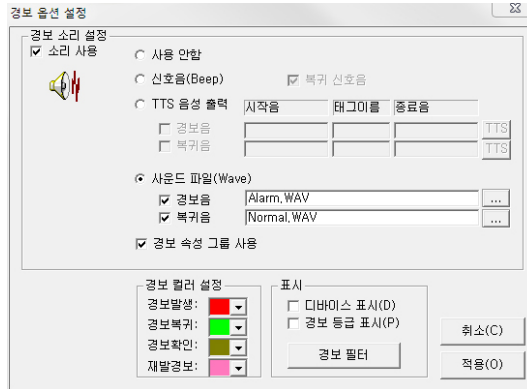 경보 옵션 설정
경보 소리 설정
소리 사용
사용 안함
신호음(Beep) 복귀 신호음
TTS 음성 출력 시작음 태그이름 종료음
경보음 TTS
복귀음 TTS
사운드 파일(Wave)
경보음 Alarm.WAV ...
복귀음 Normal.WAV ...
경보 속성 그룹 사용
경보 컬러 설정 표시
경보발생: 디바이스 표시(D)
경보복귀: 경보 등급 표시(P)
경보확인: 경보 필터 취소(C)
재발경보: 적용(O)